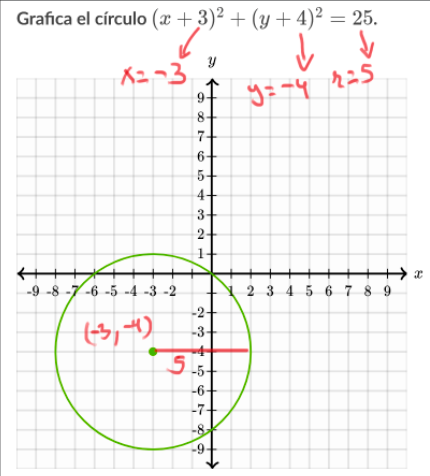 Grafica el círculo (x + 3)² + (y + 4)² = 25.
x = -3
y = -4
r = 5
y
9
8
7
6
5
4
3
2
1
x
-9 -8 -7 -6 -5 -4 -3 -2 1 2 3 4 5 6 7 8 9
-2
(-3, -4)
-3
-4
5
-5
-6
-7
-8
-9